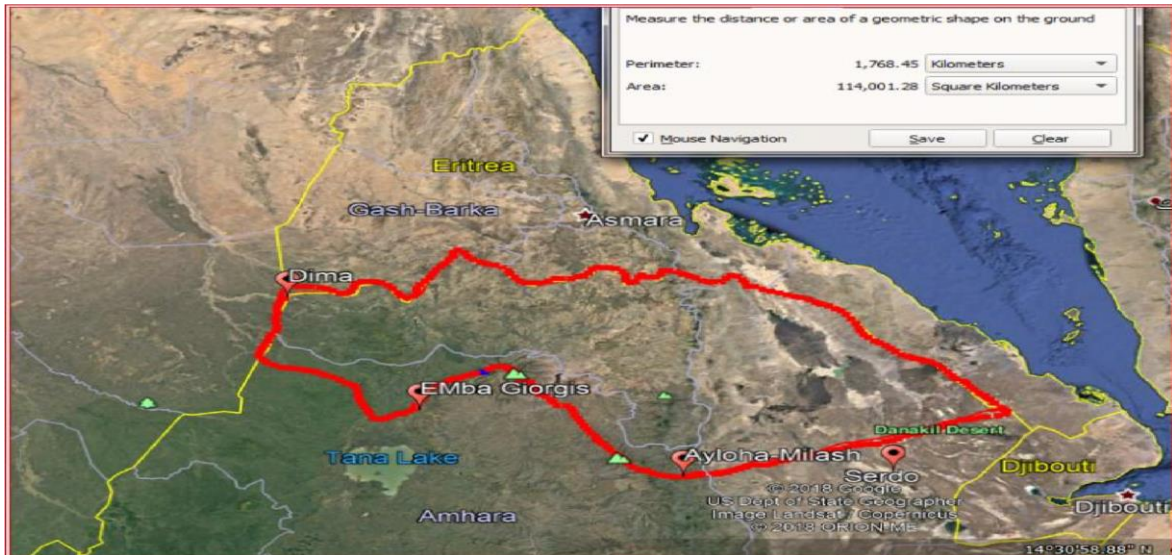 Measure the distance or area of a geometric shape on the ground
Perimeter: 1,768.45 Kilometers
Area: 114,001.28 Square Kilometers
Mouse Navigation Save Clear
Eritrea
Gash-Barka
Asmara
Dima
EMba Giorgis
Danakil Desert
Ayloha-Milash
Tana Lake
Serdo
Djibouti
© 2018 Google
US Dept of State Geographer
Image Landsat / Copernicus
© 2018 ORION-ME
Djibouti
Amhara
14°30'58.88" N